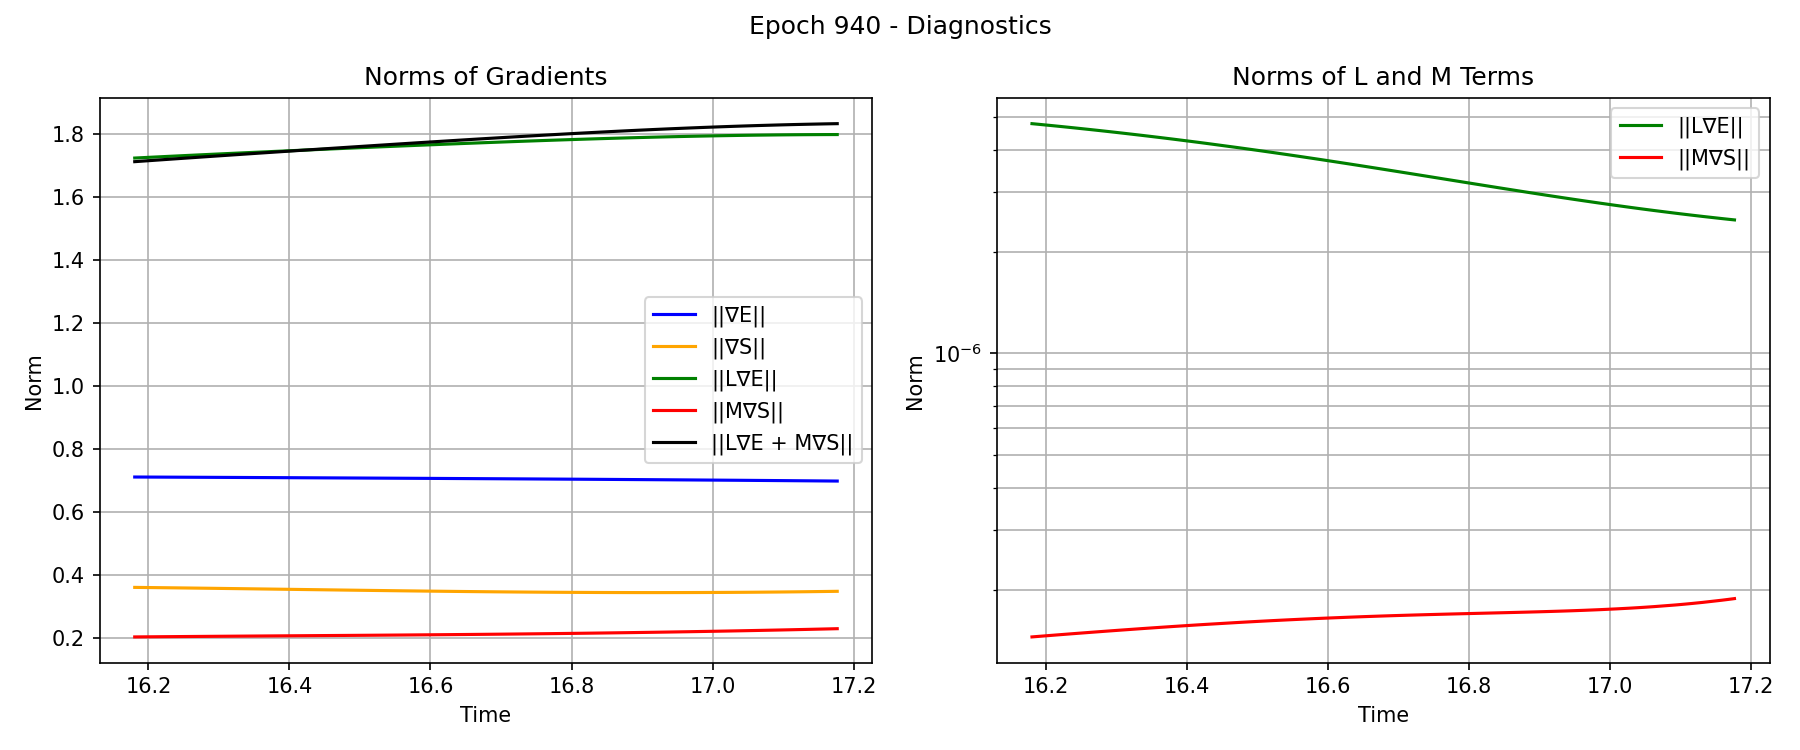 Epoch 940 - Diagnostics
Norms of Gradients
Norm
1.8
1.6
1.4
1.2
1.0
0.8
0.6
0.4
0.2
||∇E||
||∇S||
||L∇E||
||M∇S||
||L∇E + M∇S||
16.2 16.4 16.6 16.8 17.0 17.2
Time
Norms of L and M Terms
Norm
10⁻⁶
||L∇E||
||M∇S||
16.2 16.4 16.6 16.8 17.0 17.2
Time